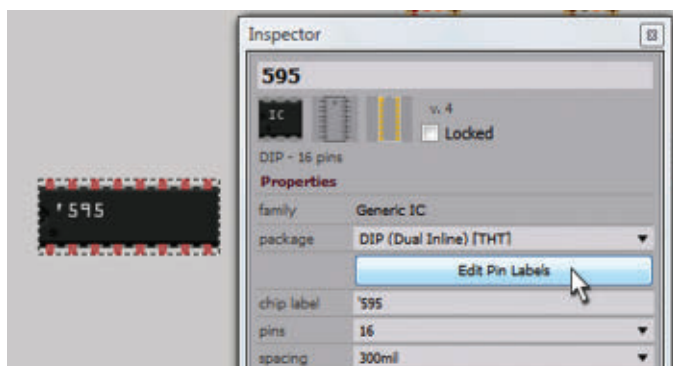 Inspector
595
IC
v. 4
Locked
DIP - 16 pins
Properties
family Generic IC
package DIP (Dual Inline) [THT]
Edit Pin Labels
'595
chip label '595
pins 16
spacing 300mil